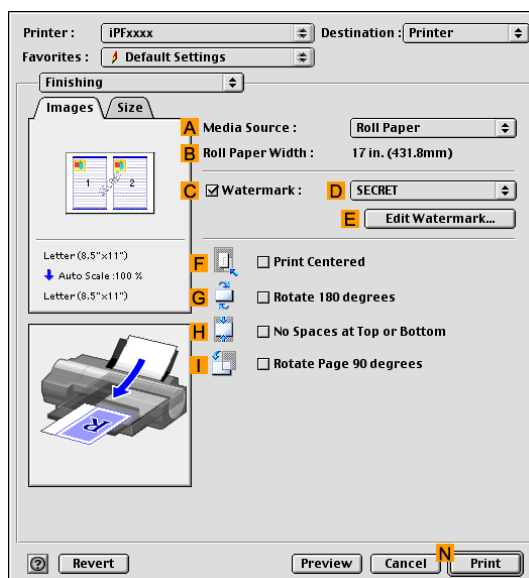 Printer : iPFxxxx Destination : Printer
Favorites : Default Settings
Finishing
Images Size
A Media Source : Roll Paper
B Roll Paper Width : 17 in. (431.8mm)
1 2
SECRET
C Watermark : D SECRET
E Edit Watermark...
Letter (8.5"x11")
Auto Scale :100 %
Letter (8.5"x11")
F Print Centered
G Rotate 180 degrees
H No Spaces at Top or Bottom
I Rotate Page 90 degrees
R
N
? Revert Preview Cancel Print